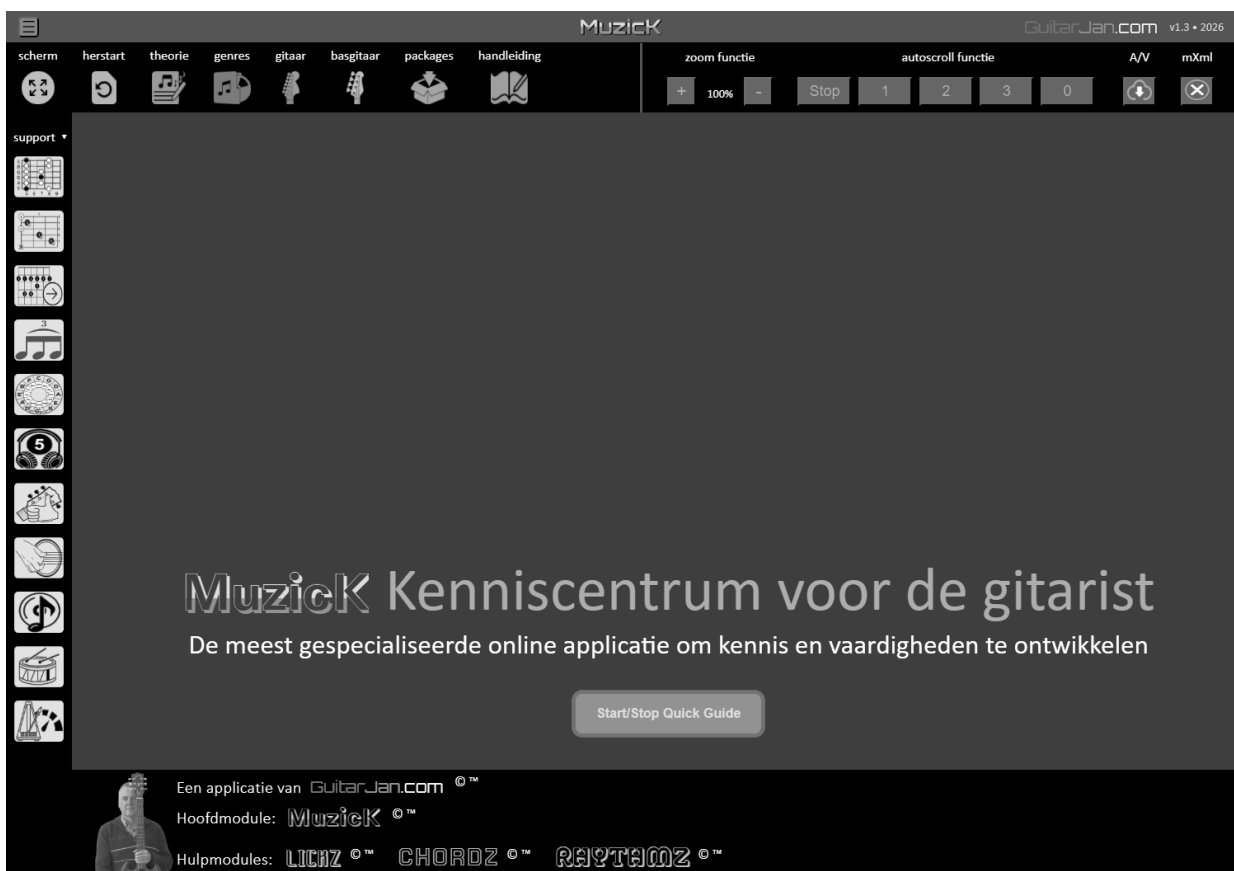 MuzicK
GuitarJan.com v1.3 • 2026
scherm herstart theorie genres gitaar basgitaar packages handleiding zoom functie autoscroll functie A/V mXml
+ 100% - Stop 1 2 3 0
support ▾
3
5
MuzicK Kenniscentrum voor de gitarist
De meest gespecialiseerde online applicatie om kennis en vaardigheden te ontwikkelen
Start/Stop Quick Guide
Een applicatie van GuitarJan.com ©™
Hoofdmodule: MuzicK ©™
Hulpmodules: LICKZ ©™ CHORDZ ©™ RHYTHMZ ©™